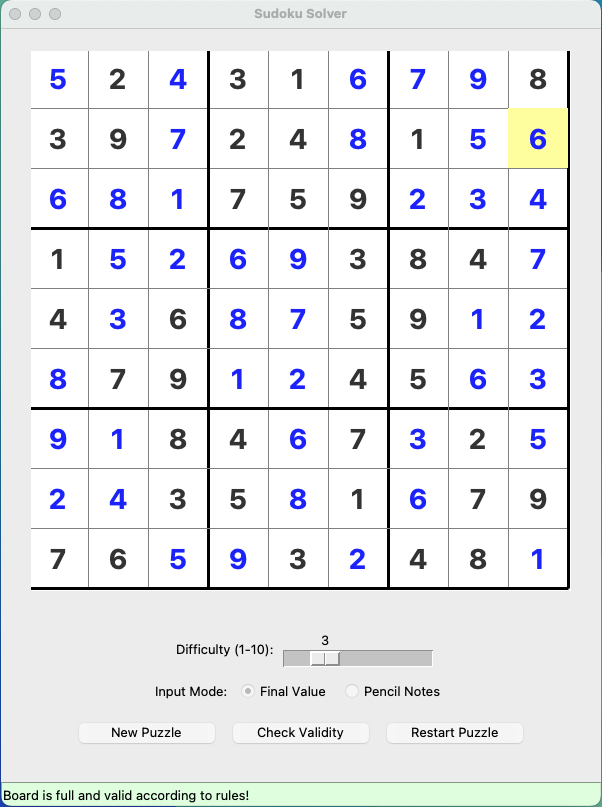 Sudoku Solver
5 2 4 3 1 6 7 9 8
3 9 7 2 4 8 1 5 6
6 8 1 7 5 9 2 3 4
1 5 2 6 9 3 8 4 7
4 3 6 8 7 5 9 1 2
8 7 9 1 2 4 5 6 3
9 1 8 4 6 7 3 2 5
2 4 3 5 8 1 6 7 9
7 6 5 9 3 2 4 8 1
3
Difficulty (1-10):
Input Mode: Final Value Pencil Notes
New Puzzle Check Validity Restart Puzzle
Board is full and valid according to rules!